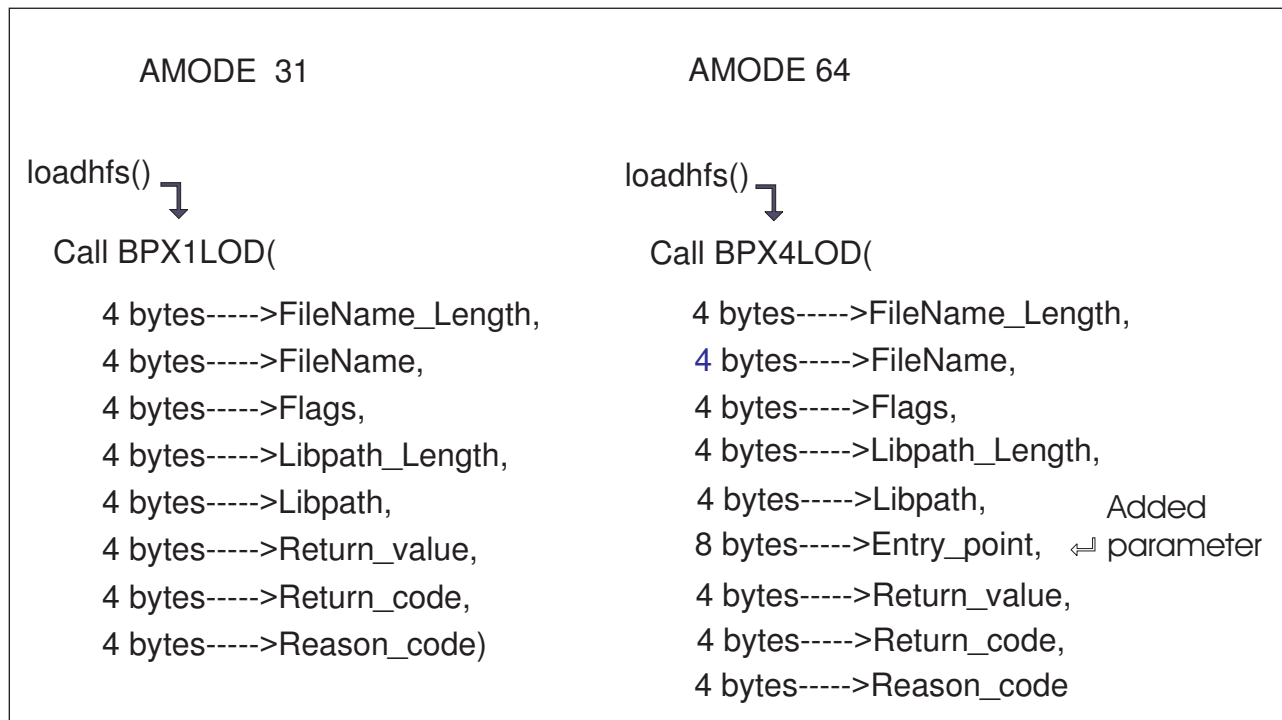 AMODE 31
loadhfs()
Call BPX1LOD(
4 bytes----->FileName_Length,
4 bytes----->FileName,
4 bytes----->Flags,
4 bytes----->Libpath_Length,
4 bytes----->Libpath,
4 bytes----->Return_value,
4 bytes----->Return_code,
4 bytes----->Reason_code)
AMODE 64
loadhfs()
Call BPX4LOD(
4 bytes----->FileName_Length,
4 bytes----->FileName,
4 bytes----->Flags,
4 bytes----->Libpath_Length,
4 bytes----->Libpath,
8 bytes----->Entry_point,
Added
parameter
4 bytes----->Return_value,
4 bytes----->Return_code,
4 bytes----->Reason_code